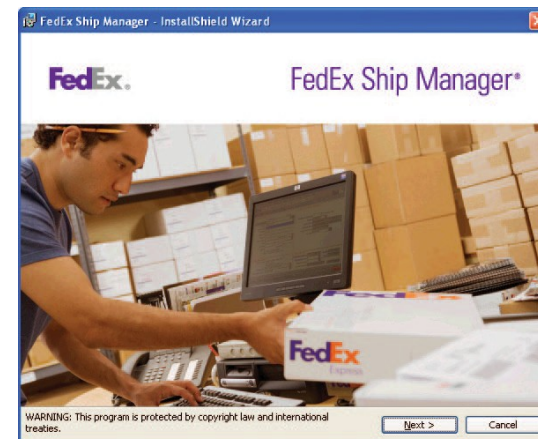 FedEx Ship Manager - InstallShield Wizard
FedEx®
FedEx Ship Manager®
FedEx
FedEx
Express
WARNING: This program is protected by copyright law and international
treaties.
Next >
Cancel